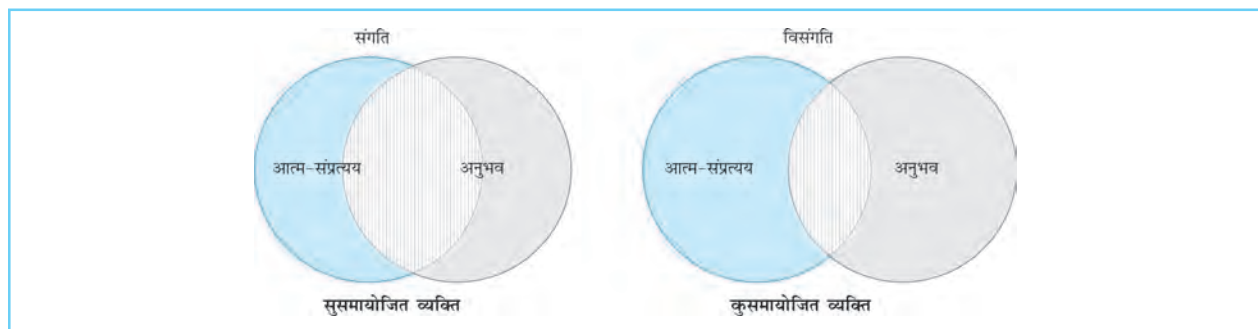 संगति
विसंगति
आत्म-संप्रत्यय
अनुभव
आत्म-संप्रत्यय
अनुभव
सुसमायोजित व्यक्ति
कुसमायोजित व्यक्ति